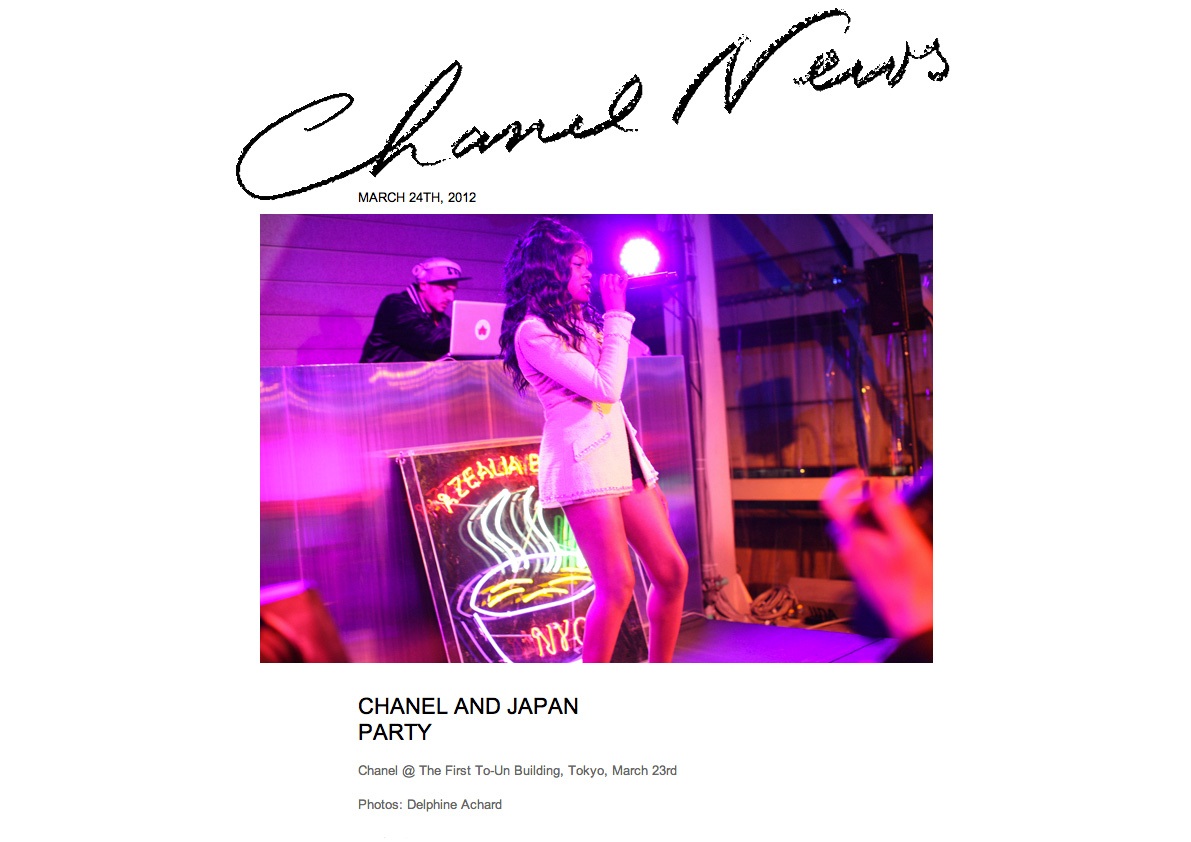 Chanel News
MARCH 24TH, 2012
AZEALIA B
NYC
CHANEL AND JAPAN
PARTY
Chanel @ The First To-Un Building, Tokyo, March 23rd
Photos: Delphine Achard